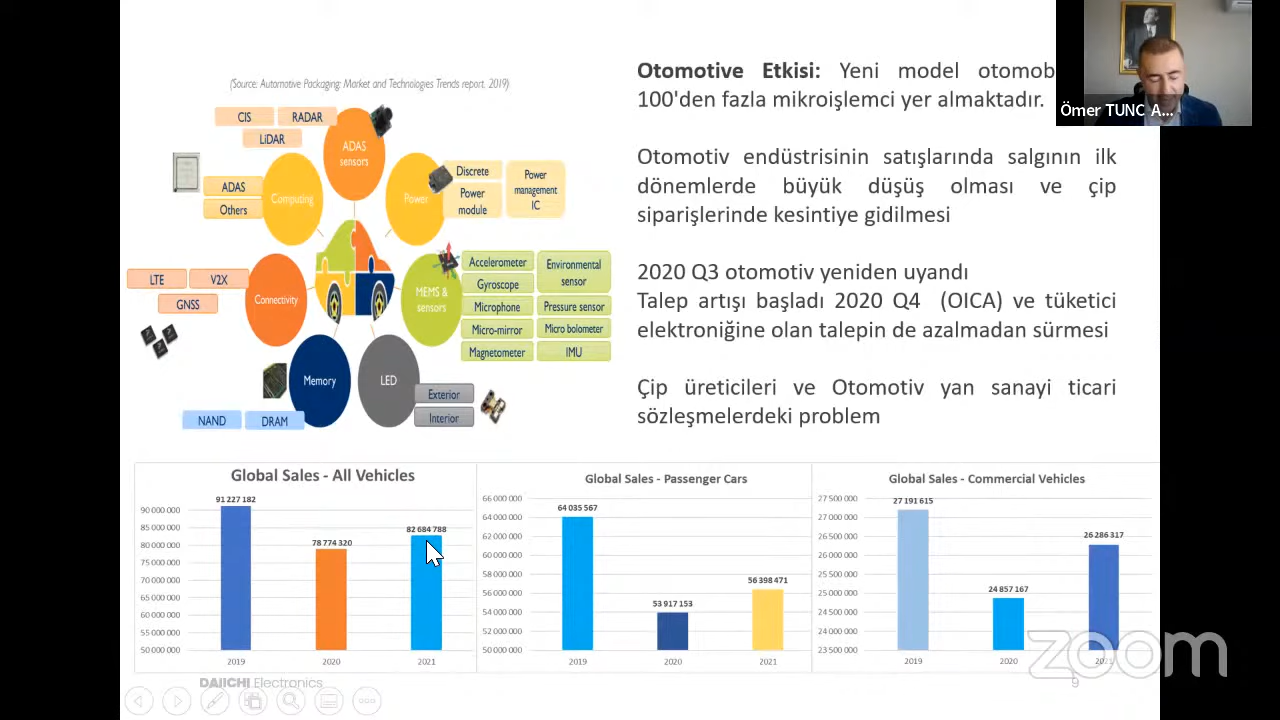 (Source: Automotive Packaging: Market and Technologies Trends report, 2019)
CIS
RADAR
LiDAR
ADAS
sensors
Computing
ADAS
Others
Power
Discrete
Power
module
Power
management
IC
LTE
V2X
GNSS
Connectivity
MEMS &
sensors
Accelerometer
Gyroscope
Microphone
Micro-mirror
Magnetometer
Environmental
sensor
Pressure sensor
Micro bolometer
IMU
Memory
LED
NAND
DRAM
Exterior
Interior
Otomotive Etkisi: Yeni model otomob
100'den fazla mikroişlemci yer almaktadır.
Otomotiv endüstrisinin satışlarında salgının ilk
dönemlerde büyük düşüş olması ve çip
siparişlerinde kesintiye gidilmesi
2020 Q3 otomotiv yeniden uyandı
Talep artışı başladı 2020 Q4 (OICA) ve tüketici
elektroniğine olan talepin de azalmadan sürmesi
Çip üreticileri ve Otomotiv yan sanayi ticari
sözleşmelerdeki problem
Ömer TUNC A...
Global Sales - All Vehicles
90 000 000
85 000 000
80 000 000
75 000 000
70 000 000
65 000 000
60 000 000
55 000 000
50 000 000
91 227 182
78 774 320
82 684 788
2019
2020
2021
Global Sales - Passenger Cars
66 000 000
64 000 000
62 000 000
60 000 000
58 000 000
56 000 000
54 000 000
52 000 000
50 000 000
64 035 567
53 917 153
56 398 471
2019
2020
2021
Global Sales - Commercial Vehicles
27 500 000
27 000 000
26 500 000
26 000 000
25 500 000
25 000 000
24 500 000
24 000 000
23 500 000
27 191 615
24 857 167
26 286 317
2019
2020
2021
DAIICHI Electronics
9
zoom